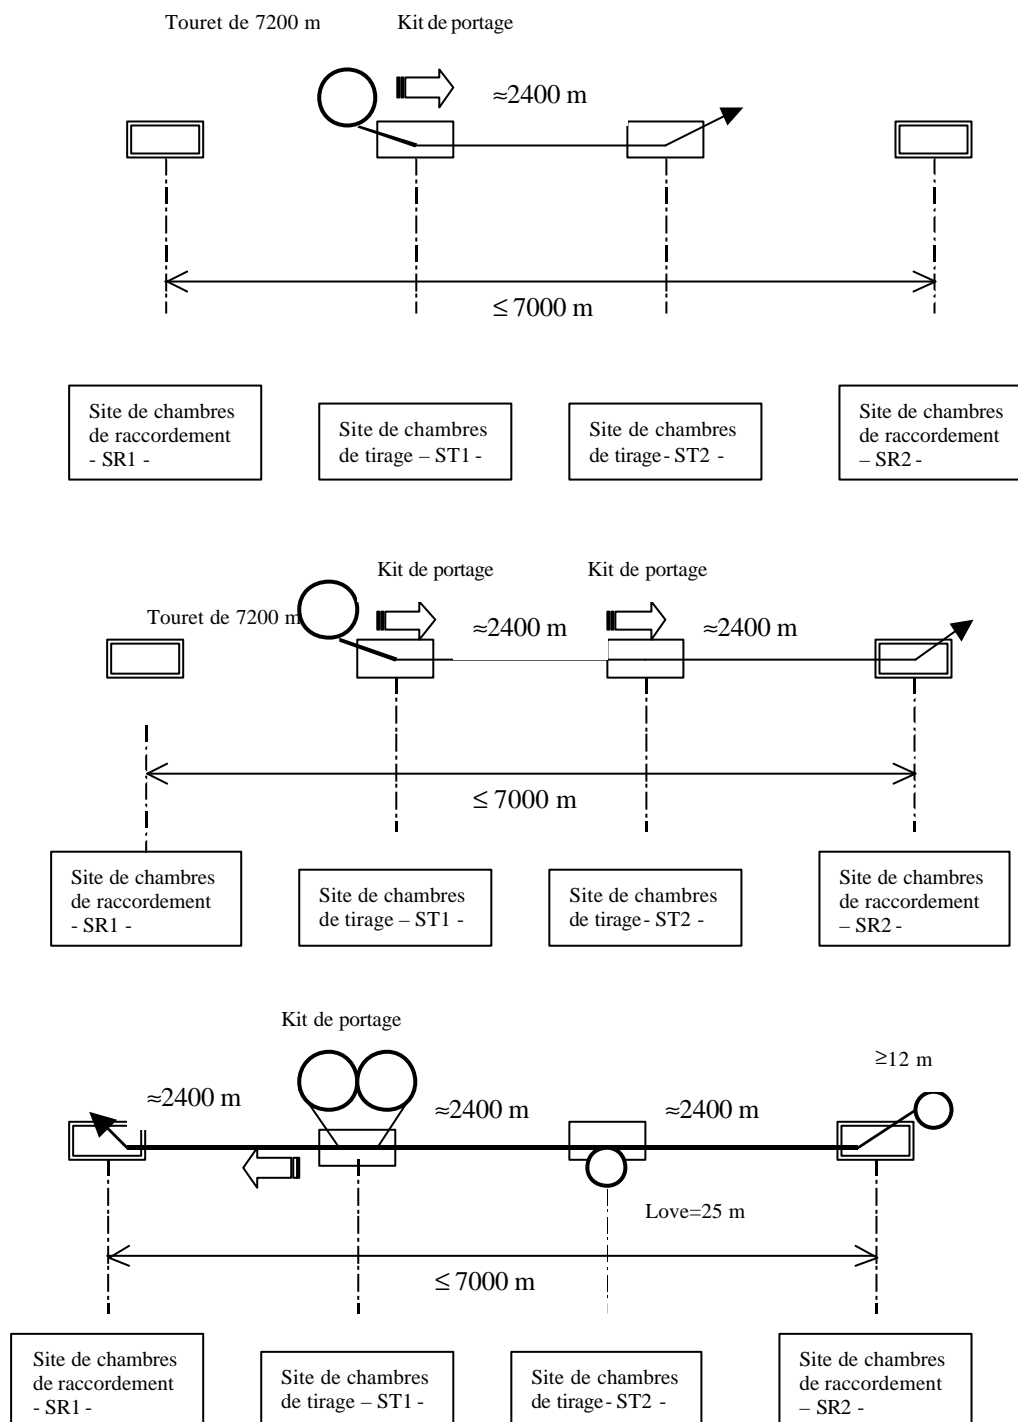 Touret de 7200 m
Kit de portage
≈2400 m
≤ 7000 m
Site de chambres
de raccordement
- SR1 -
Site de chambres
de tirage – ST1 -
Site de chambres
de tirage- ST2 -
Site de chambres
de raccordement
– SR2 -
Kit de portage
Kit de portage
Touret de 7200 m
≈2400 m
≈2400 m
≤ 7000 m
Site de chambres
de raccordement
- SR1 -
Site de chambres
de tirage – ST1 -
Site de chambres
de tirage- ST2 -
Site de chambres
de raccordement
– SR2 -
Kit de portage
≥12 m
≈2400 m
≈2400 m
≈2400 m
Love=25 m
≤ 7000 m
Site de chambres
de raccordement
- SR1 -
Site de chambres
de tirage – ST1 -
Site de chambres
de tirage- ST2 -
Site de chambres
de raccordement
– SR2 -